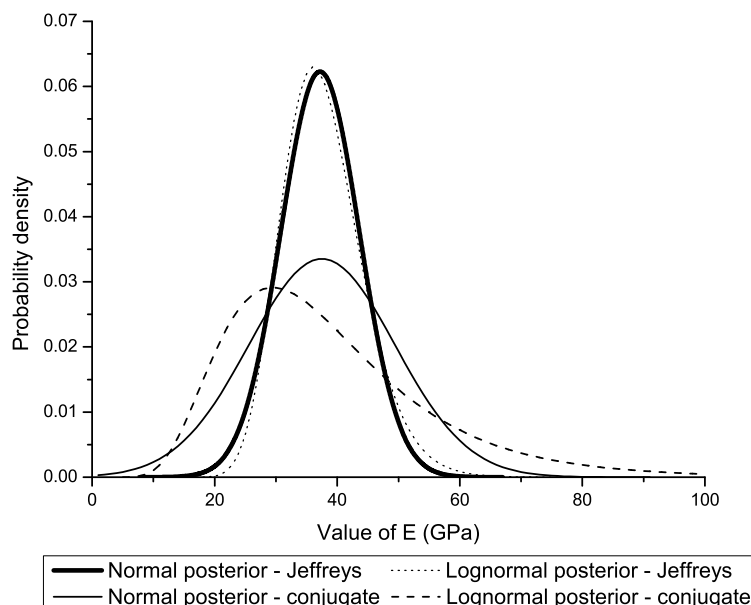 0.07
0.06
0.05
0.04
0.03
0.02
0.01
0.00
Probability density
0 20 40 60 80 100
Value of E (GPa)
Normal posterior - Jeffreys Lognormal posterior - Jeffreys
Normal posterior - conjugate Lognormal posterior - conjugate